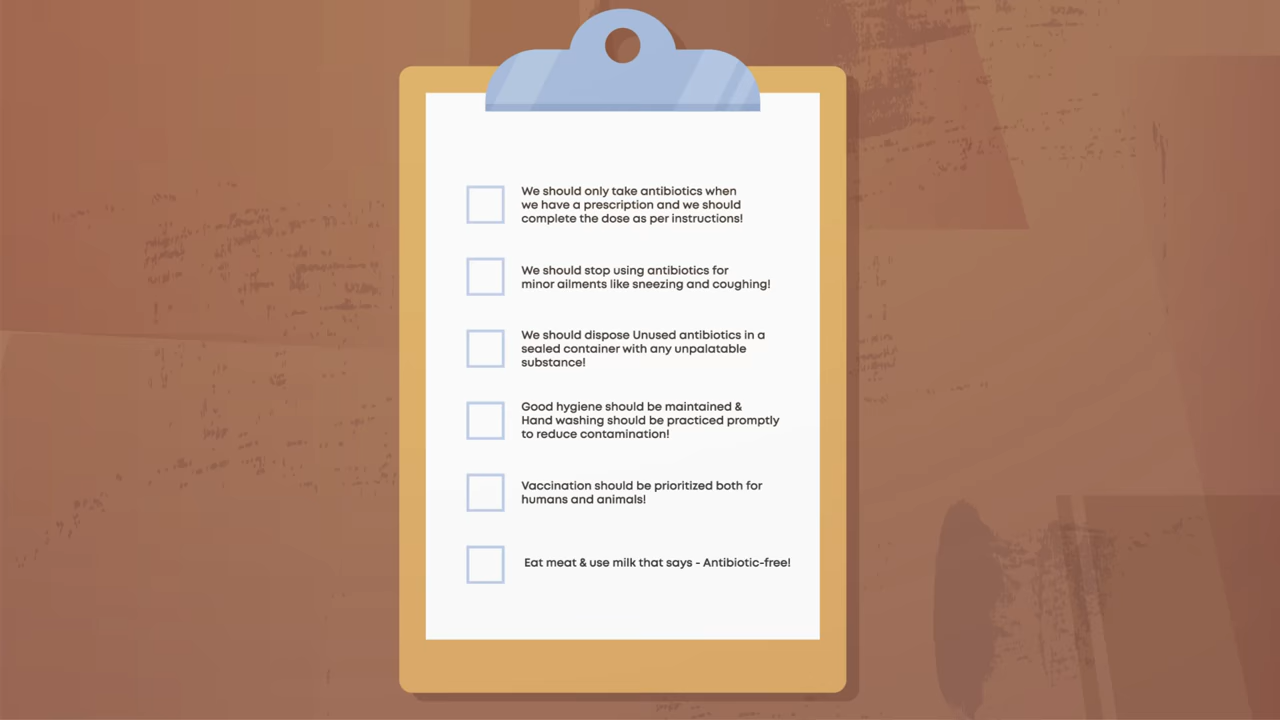 We should only take antibiotics when
we have a prescription and we should
complete the dose as per instructions!
We should stop using antibiotics for
minor ailments like sneezing and coughing!
We should dispose Unused antibiotics in a
sealed container with any unpalatable
substance!
Good hygiene should be maintained &
Hand washing should be practiced promptly
to reduce contamination!
Vaccination should be prioritized both for
humans and animals!
Eat meat & use milk that says - Antibiotic-free!